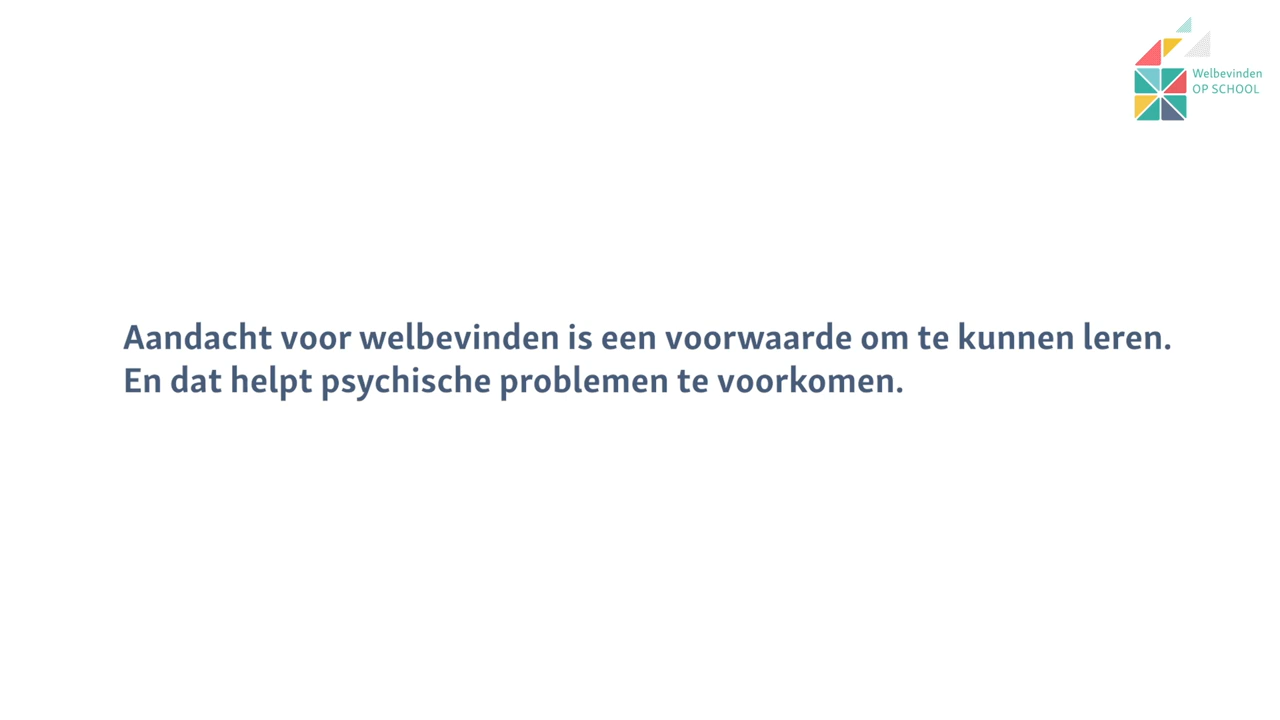 Welbevinden
OP SCHOOL
Aandacht voor welbevinden is een voorwaarde om te kunnen leren.
En dat helpt psychische problemen te voorkomen.